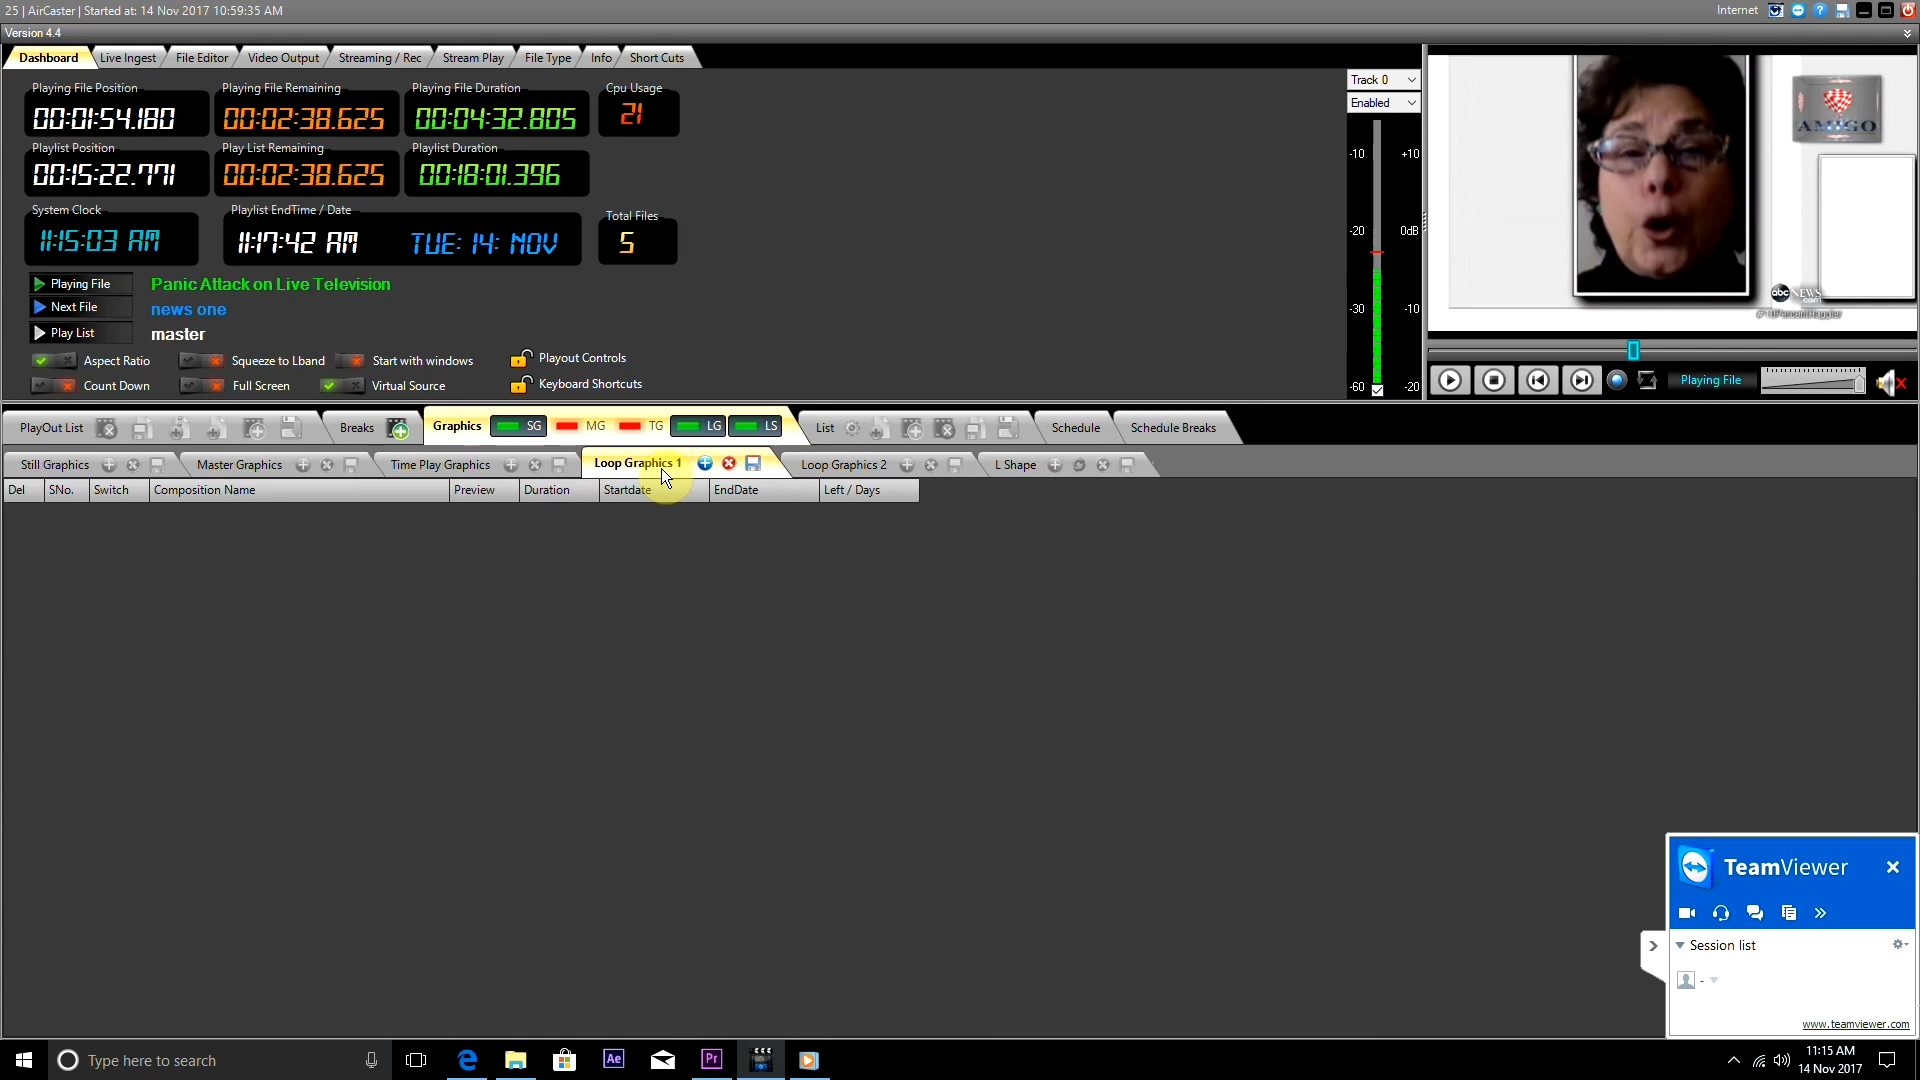 25 | AirCaster | Started at: 14 Nov 2017 10:59:35 AM
Internet
Version 4.4
Dashboard Live Ingest File Editor Video Output Streaming / Rec Stream Play File Type Info Short Cuts
Playing File Position Playing File Remaining Playing File Duration Cpu Usage
00:01:54.180 00:02:38.625 00:04:32.805 21
Playlist Position Play List Remaining Playlist Duration
00:15:22.771 00:02:38.625 00:18:01.396
System Clock Playlist EndTime / Date Total Files
11:15:03 AM 11:17:42 AM TUE: 14: NOV 5
Playing File Panic Attack on Live Television
Next File news one
Play List master
Aspect Ratio Squeeze to Lband Start with windows Playout Controls
Count Down Full Screen Virtual Source Keyboard Shortcuts
Track 0
Enabled
-10 +10
-20 0dB
-30 -10
-60 -20
AMIGO
abc NEWS
.com
#10PercentHappier
Playing File
PlayOut List Breaks Graphics SG MG TG LG LS List Schedule Schedule Breaks
Still Graphics Master Graphics Time Play Graphics Loop Graphics 1 Loop Graphics 2 L Shape
Del SNo. Switch Composition Name Preview Duration Startdate EndDate Left / Days
TeamViewer
Session list
-
www.teamviewer.com
Type here to search Ae Pr
11:15 AM
14 Nov 2017